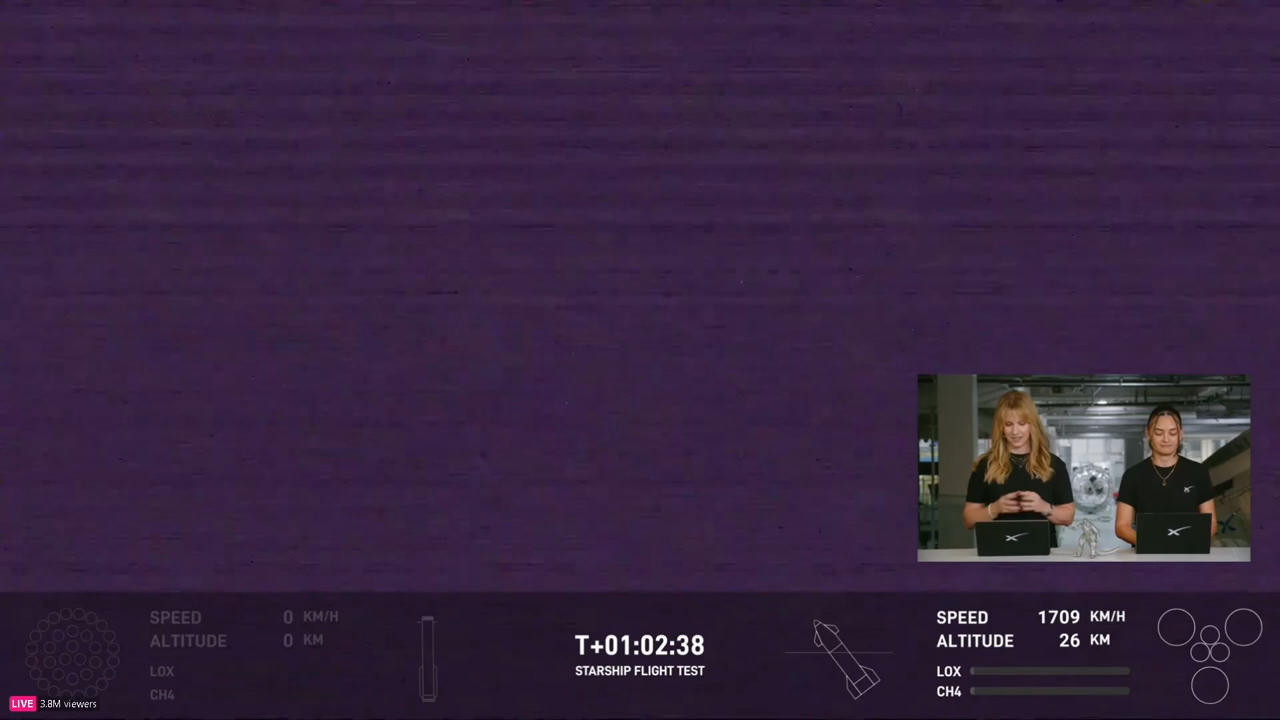 SPEED 0 KM/H
ALTITUDE 0 KM
LOX
CH4
T+01:02:38
STARSHIP FLIGHT TEST
SPEED 1709 KM/H
ALTITUDE 26 KM
LOX
CH4
LIVE 3.8M viewers